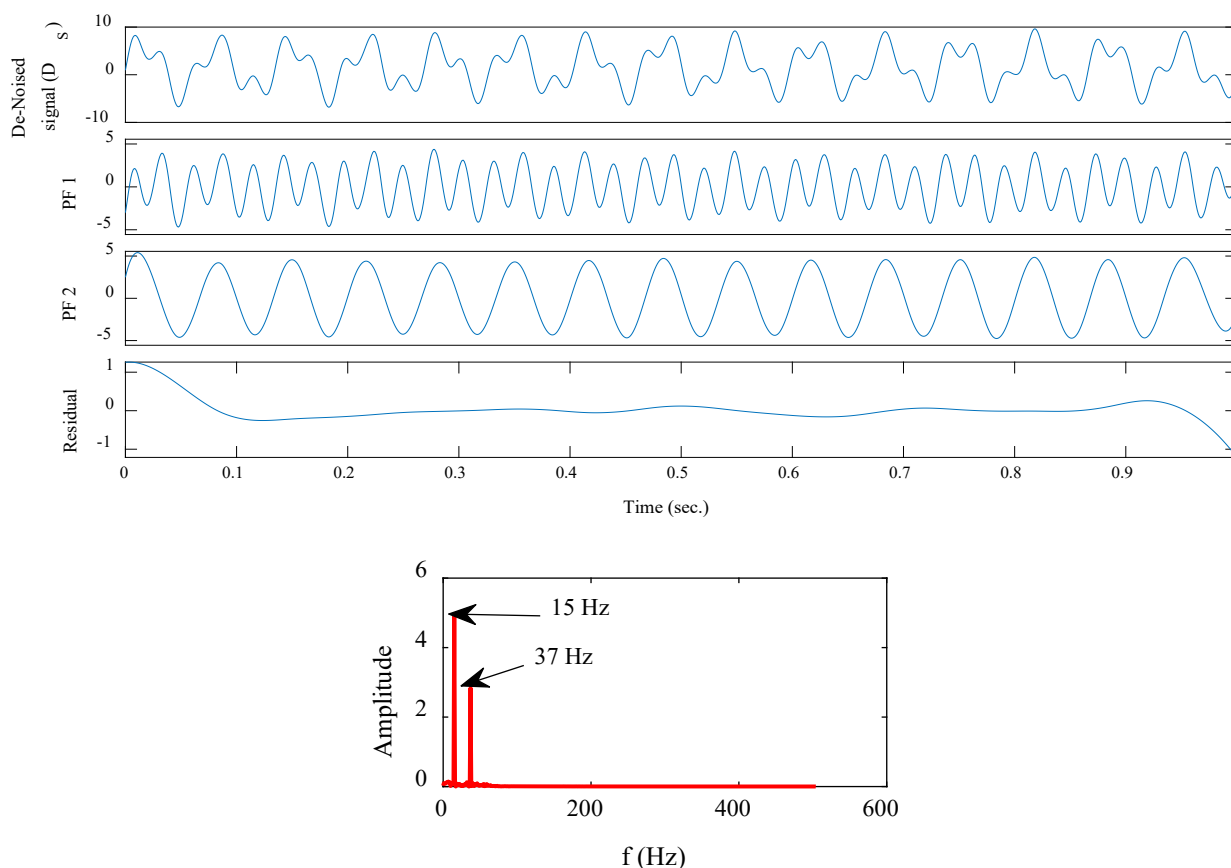 De-Noised
signal (D
s
)
10
0
-10
PF 1
5
0
-5
PF 2
5
0
-5
Residual
1
0
-1
0 0.1 0.2 0.3 0.4 0.5 0.6 0.7 0.8 0.9
Time (sec.)
Amplitude
6
4
2
0
15 Hz
37 Hz
0 200 400 600
f (Hz)